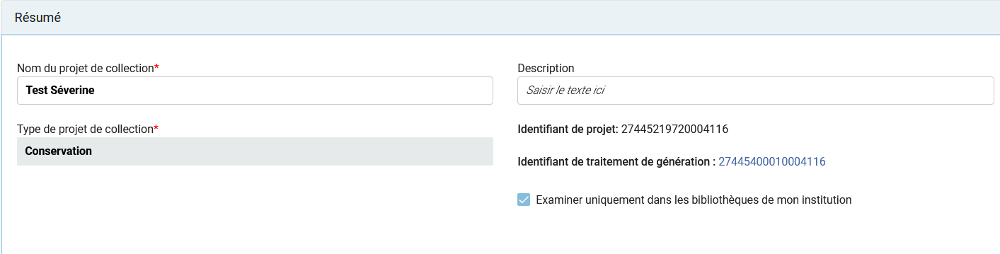 Résumé
Nom du projet de collection*
Test Séverine
Description
Saisir le texte ici
Type de projet de collection*
Conservation
Identifiant de projet: 27445219720004116
Identifiant de traitement de génération : 27445400010004116
Examiner uniquement dans les bibliothèques de mon institution